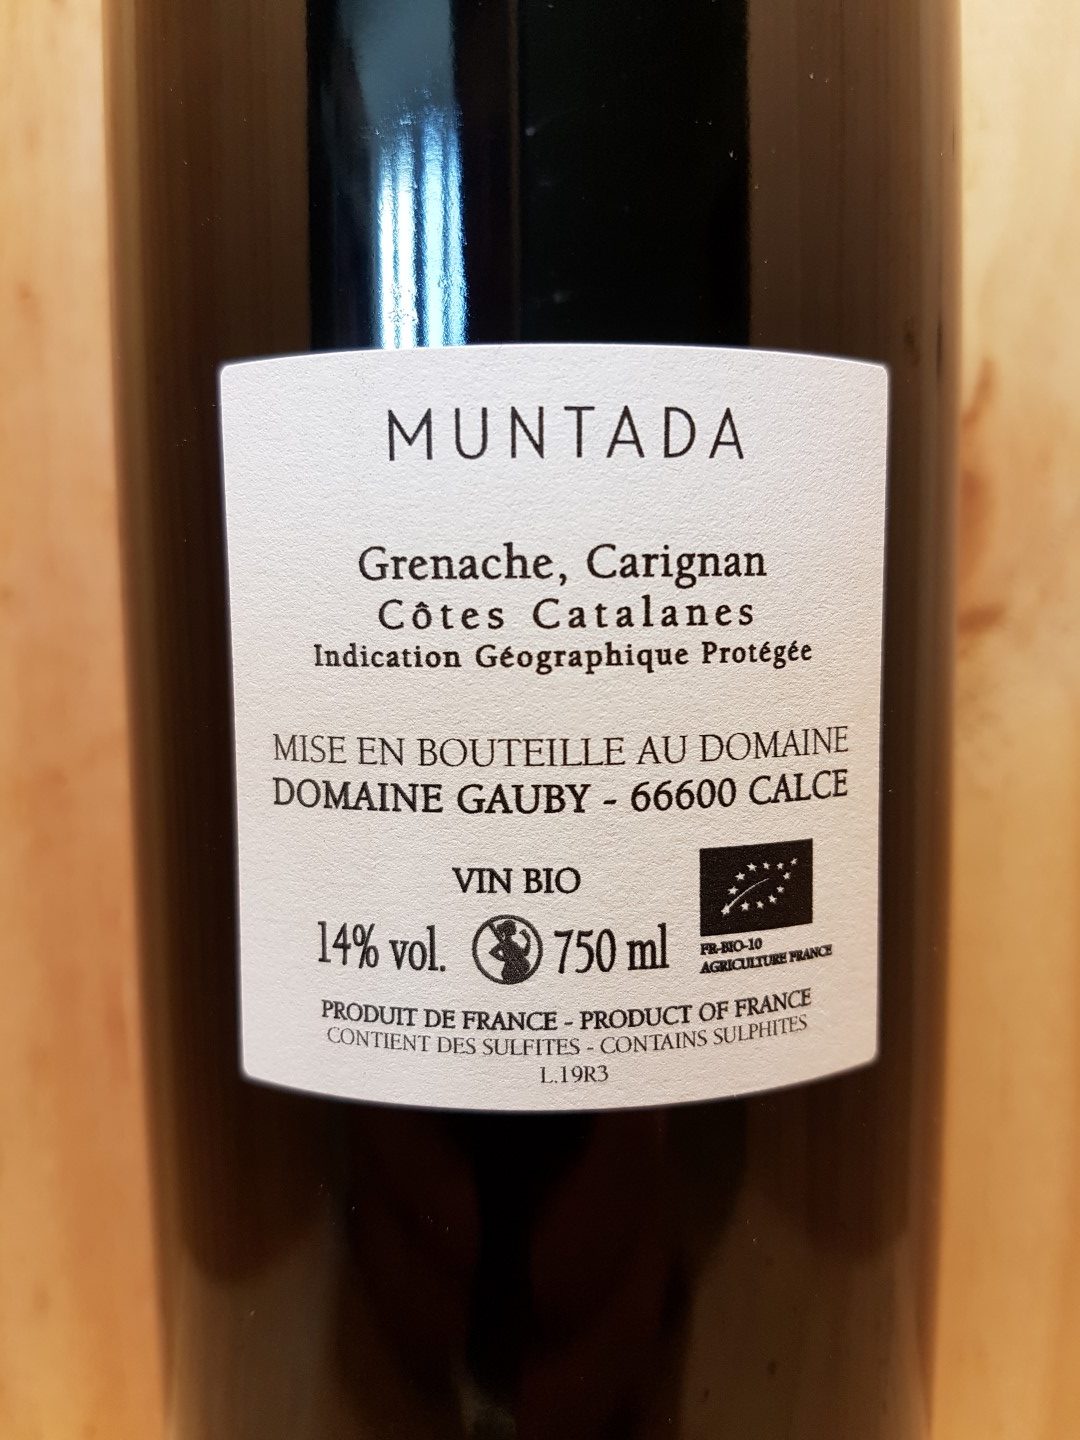 MUNTADA
Grenache, Carignan
Côtes Catalanes
Indication Géographique Protégée
MISE EN BOUTEILLE AU DOMAINE
DOMAINE GAUBY - 66600 CALCE
VIN BIO
14% vol. 750 ml
FR-BIO-10
AGRICULTURE FRANCE
PRODUIT DE FRANCE - PRODUCT OF FRANCE
CONTIENT DES SULFITES - CONTAINS SULPHITES
L.19R3